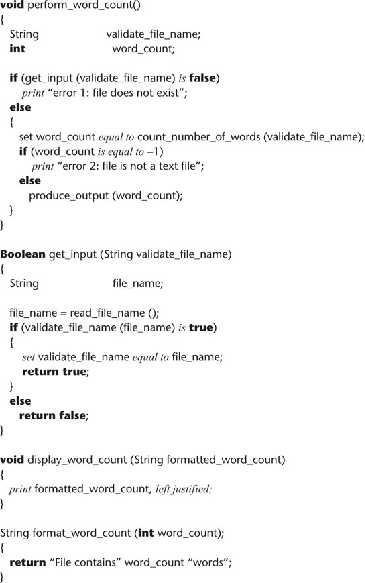 void perform_word_count()
{
String validate_file_name;
int word_count;
if (get_input (validate_file_name) is false)
print “error 1: file does not exist”;
else
{
set word_count equal to count_number_of_words (validate_file_name);
if (word_count is equal to −1)
print “error 2: file is not a text file”;
else
produce_output (word_count);
}
}
Boolean get_input (String validate_file_name)
{
String file_name;
file_name = read_file_name ();
if (validate_file_name (file_name) is true)
{
set validate_file_name equal to file_name;
return true;
}
else
return false;
}
void display_word_count (String formatted_word_count)
{
print formatted_word_count, left justified;
}
String format_word_count (int word_count);
{
return “File contains” word_count “words”;
}